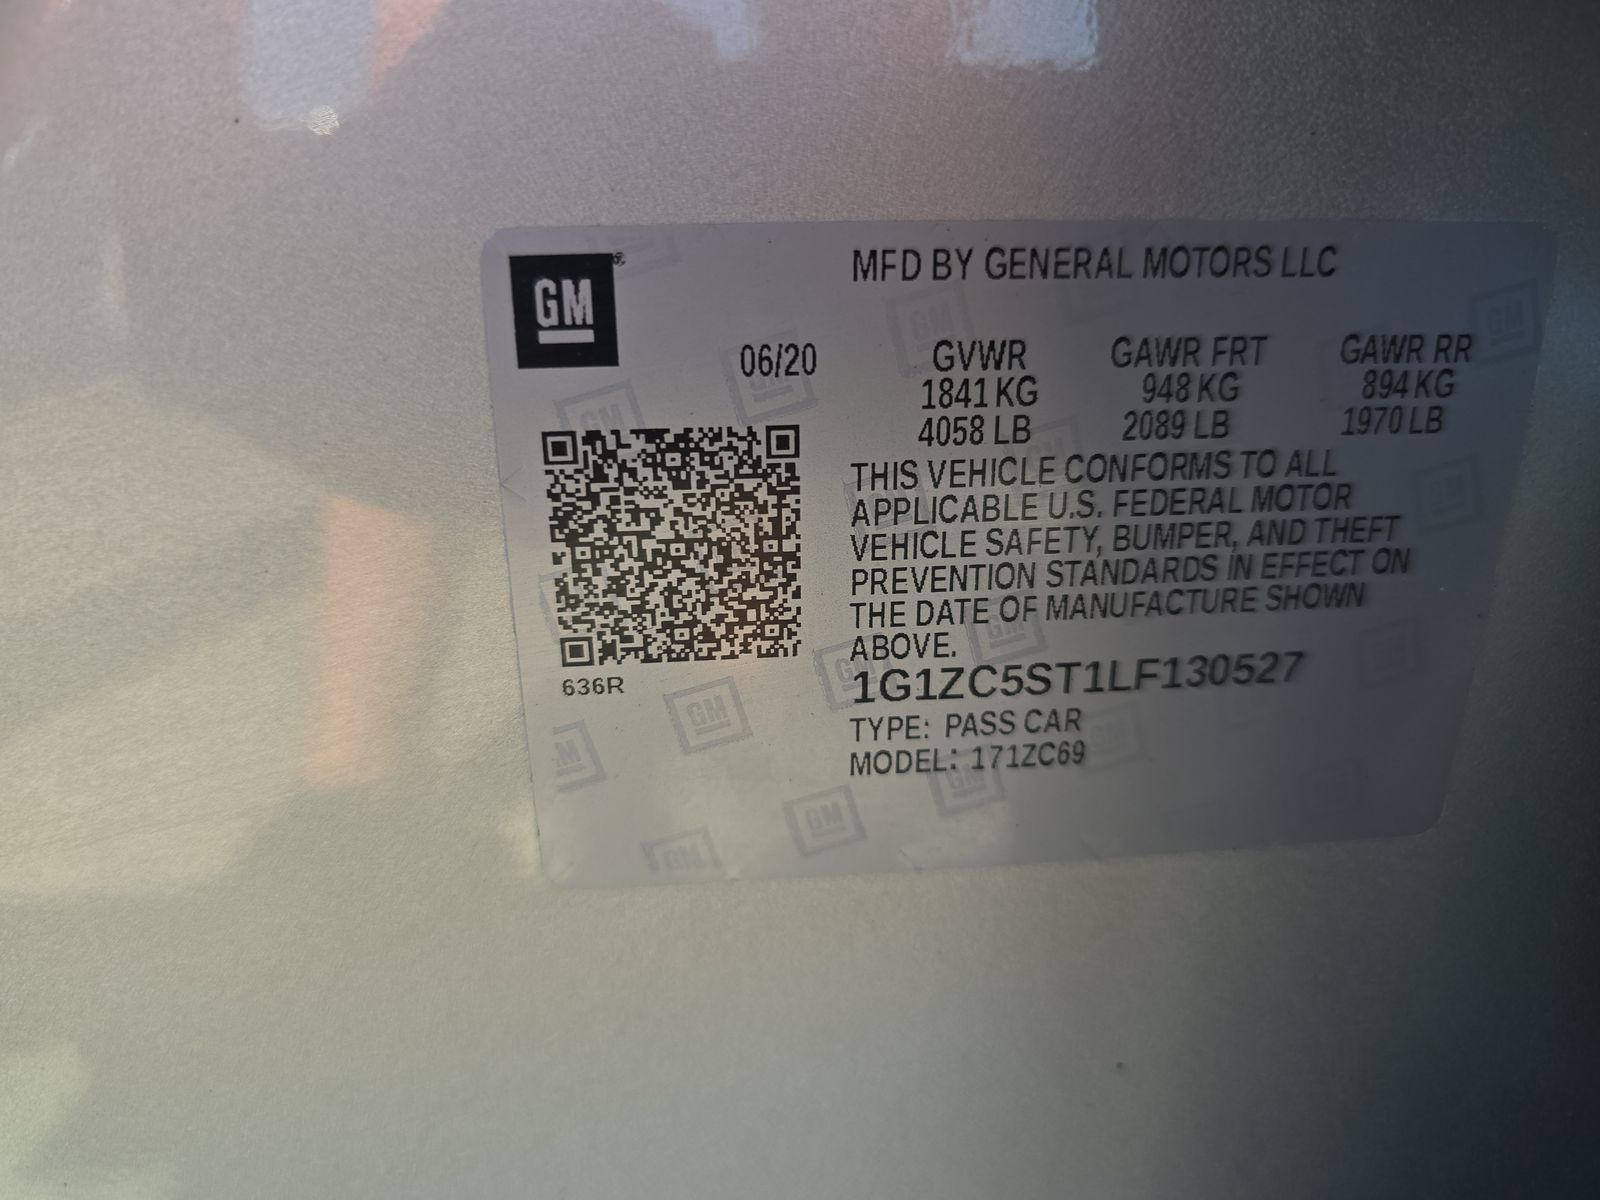 GM®
MFD BY GENERAL MOTORS LLC
06/20
GVWR GAWR FRT GAWR RR
1841 KG 948 KG 894 KG
4058 LB 2089 LB 1970 LB
THIS VEHICLE CONFORMS TO ALL
APPLICABLE U.S. FEDERAL MOTOR
VEHICLE SAFETY, BUMPER, AND THEFT
PREVENTION STANDARDS IN EFFECT ON
THE DATE OF MANUFACTURE SHOWN
ABOVE.
636R
1G1ZC5ST1LF130527
TYPE: PASS CAR
MODEL: 171ZC69